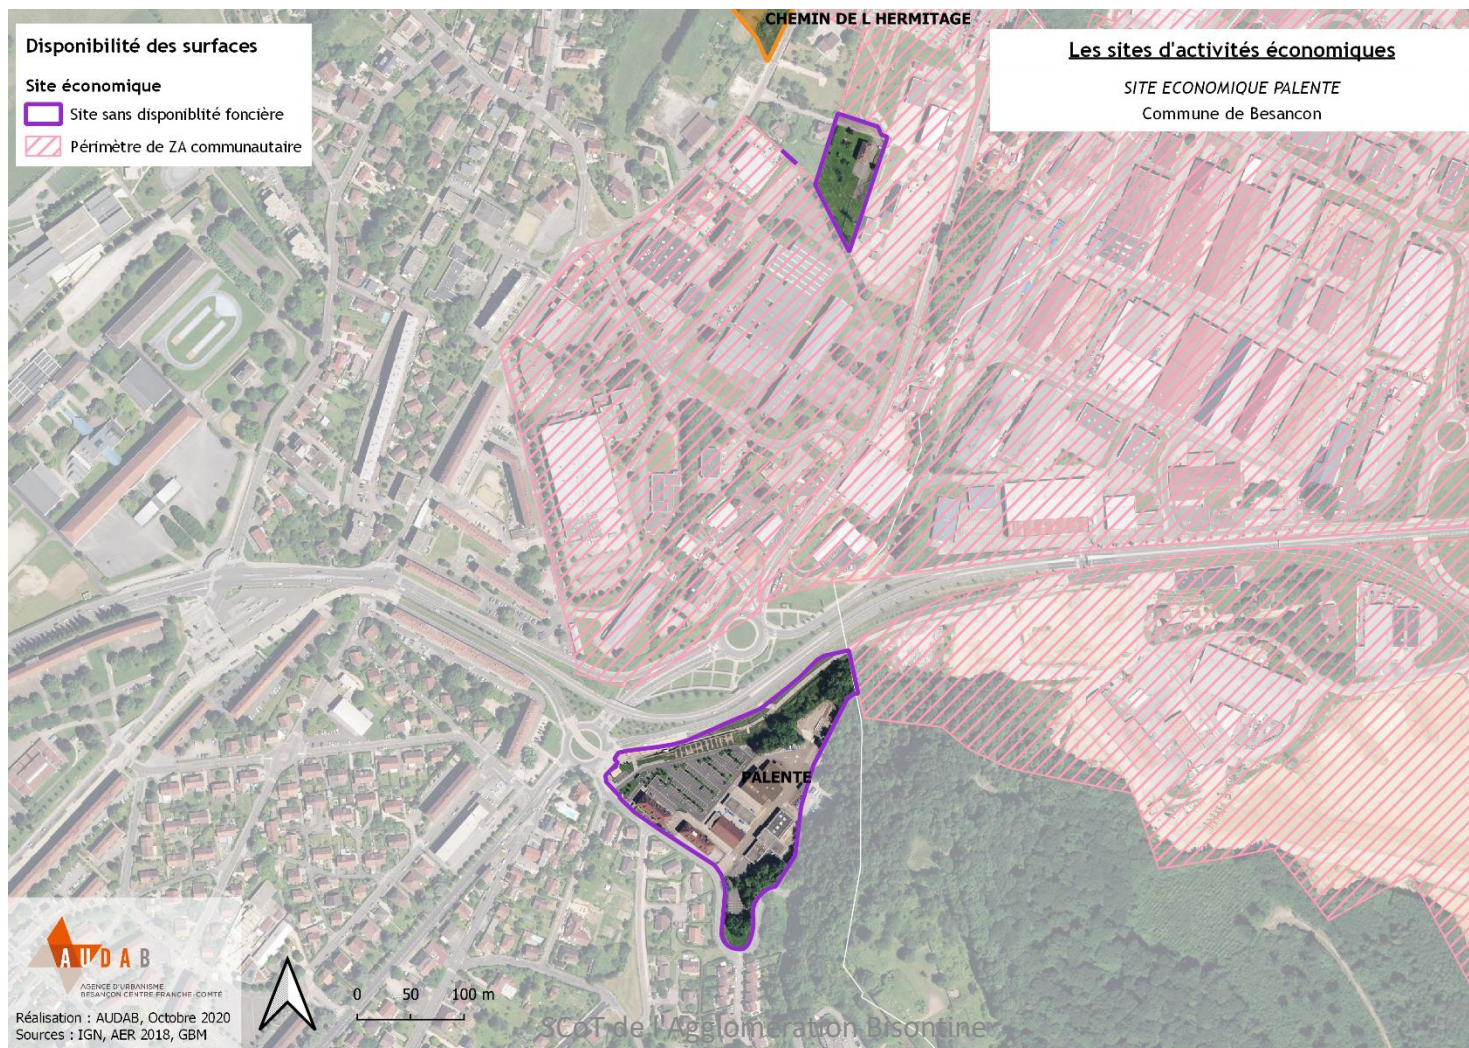 CHEMIN DE L HERMITAGE
Disponibilité des surfaces
Site économique
Site sans disponiblité foncière
Périmètre de ZA communautaire
Les sites d'activités économiques
SITE ECONOMIQUE PALENTE
Commune de Besancon
PALENTE
AUDAB
AGENCE D'URBANISME
BESANÇON CENTRE FRANCHE-COMTÉ
Réalisation : AUDAB, Octobre 2020
Sources : IGN, AER 2018, GBM
0 50 100 m
SCoT de l'Agglomération Bisontine